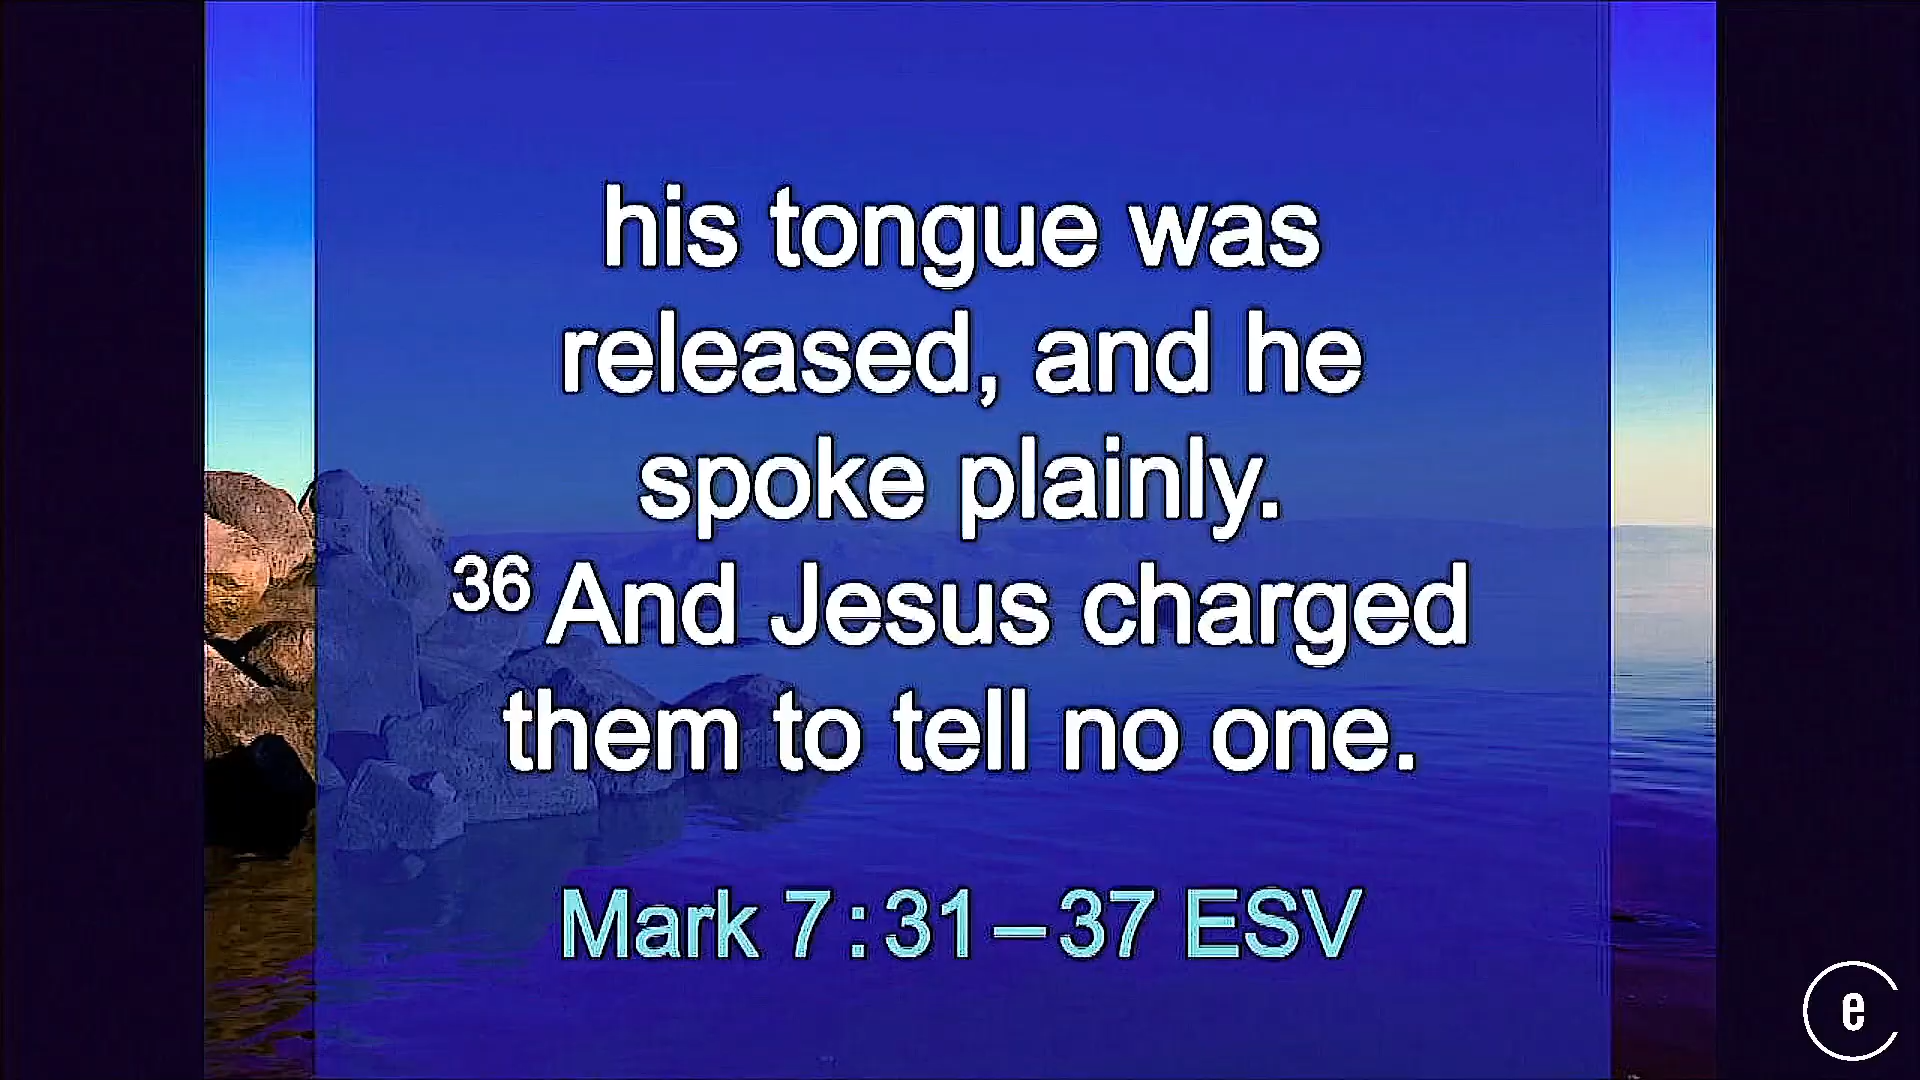 his tongue was
released, and he
spoke plainly.
36 And Jesus charged
them to tell no one.
Mark 7:31–37 ESV
e